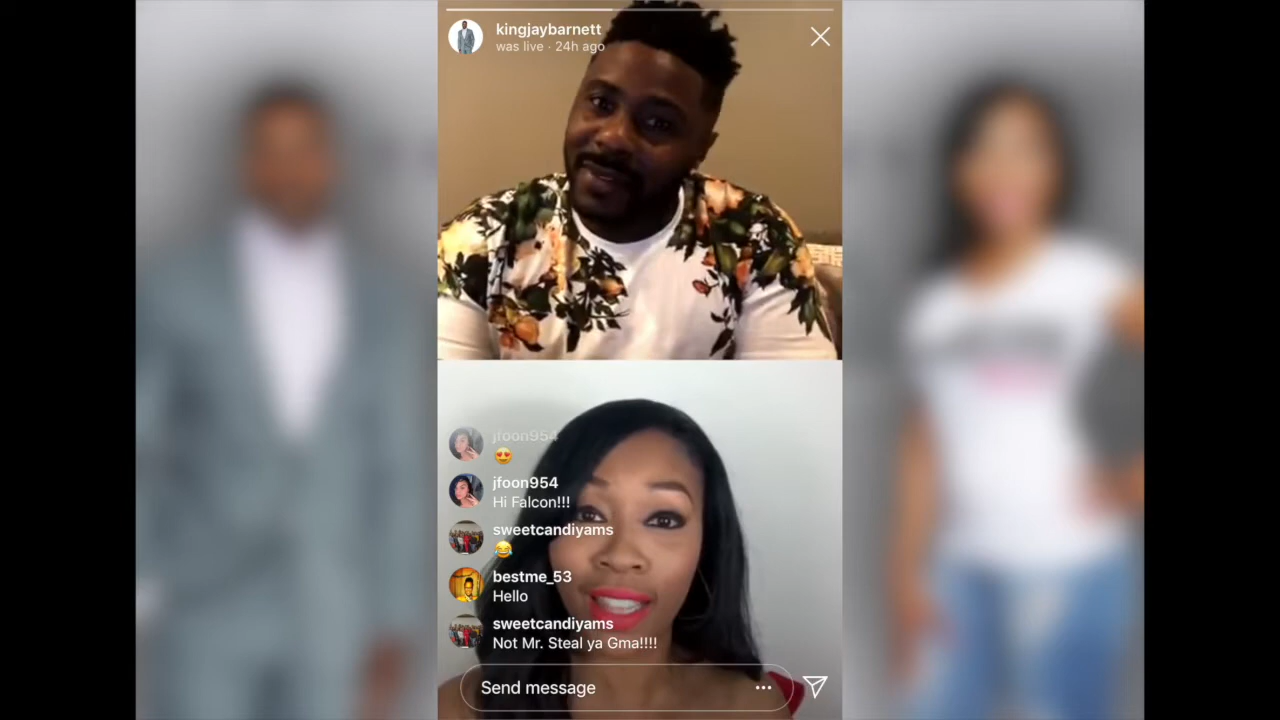 kingjaybarnett
was live · 24h ago
jfoon954
😍
jfoon954
Hi Falcon!!!
sweetcandiyams
😂
bestme_53
Hello
sweetcandiyams
Not Mr. Steal ya Gma!!!!
Send message